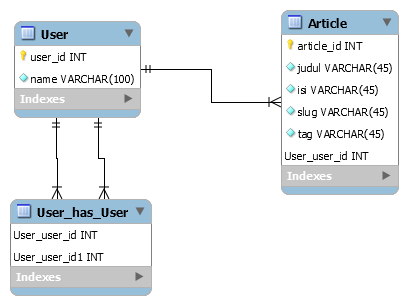 User
user_id INT
name VARCHAR(100)
Indexes
Article
article_id INT
judul VARCHAR(45)
isi VARCHAR(45)
slug VARCHAR(45)
tag VARCHAR(45)
User_user_id INT
Indexes
User_has_User
User_user_id INT
User_user_id1 INT
Indexes